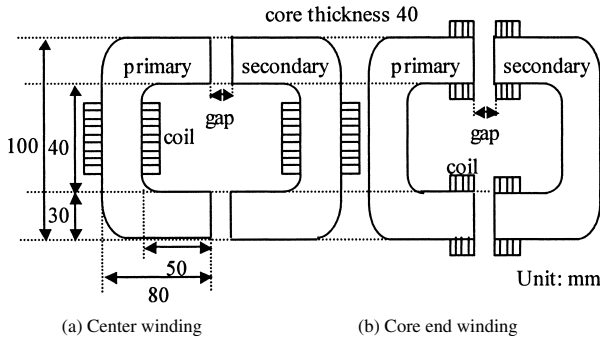 core thickness 40
primary
secondary
primary
secondary
gap
gap
coil
coil
100
40
30
50
80
Unit: mm
(a) Center winding
(b) Core end winding